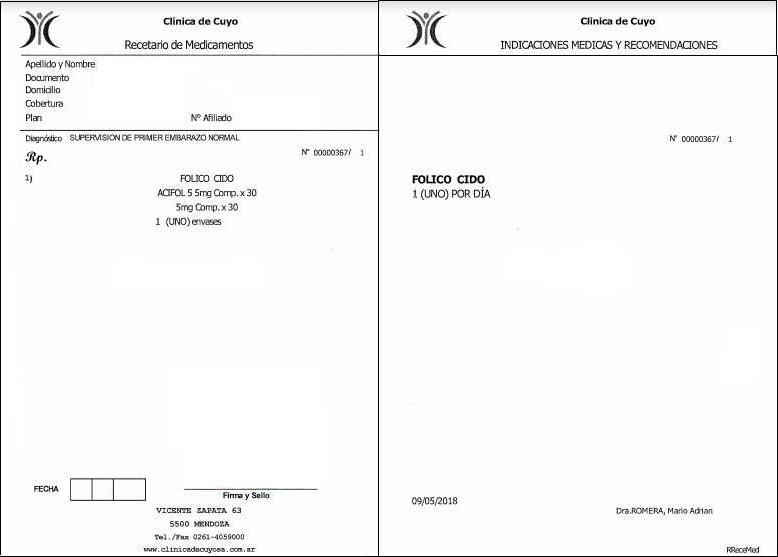 Clinica de Cuyo
Recetario de Medicamentos
Apellido y Nombre
Documento
Domicilio
Cobertura
Plan Nº Afiliado
Diagnóstico SUPERVISION DE PRIMER EMBARAZO NORMAL
Rp. N° 00000367/ 1
1) FOLICO CIDO
ACIFOL 5 5mg Comp. x 30
5mg Comp. x 30
1 (UNO) envases
FECHA
Firma y Sello
VICENTE ZAPATA 63
5500 MENDOZA
Tel./Fax 0261-4059000
www.clinicadecuyosa.com.ar
Clinica de Cuyo
INDICACIONES MEDICAS Y RECOMENDACIONES
N° 00000367/ 1
FOLICO CIDO
1 (UNO) POR DÍA
09/05/2018
Dra.ROMERA, Mario Adrian
RReceMed